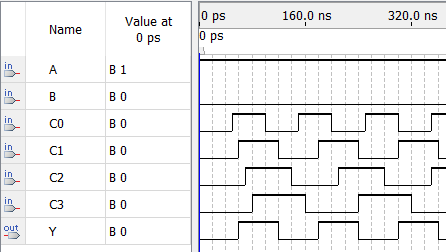 Name Value at 0 ps 0 ps 160.0 ns 320.0 ns
0 ps
in A B 1
in B B 0
in C0 B 0
in C1 B 0
in C2 B 0
in C3 B 0
out Y B 0